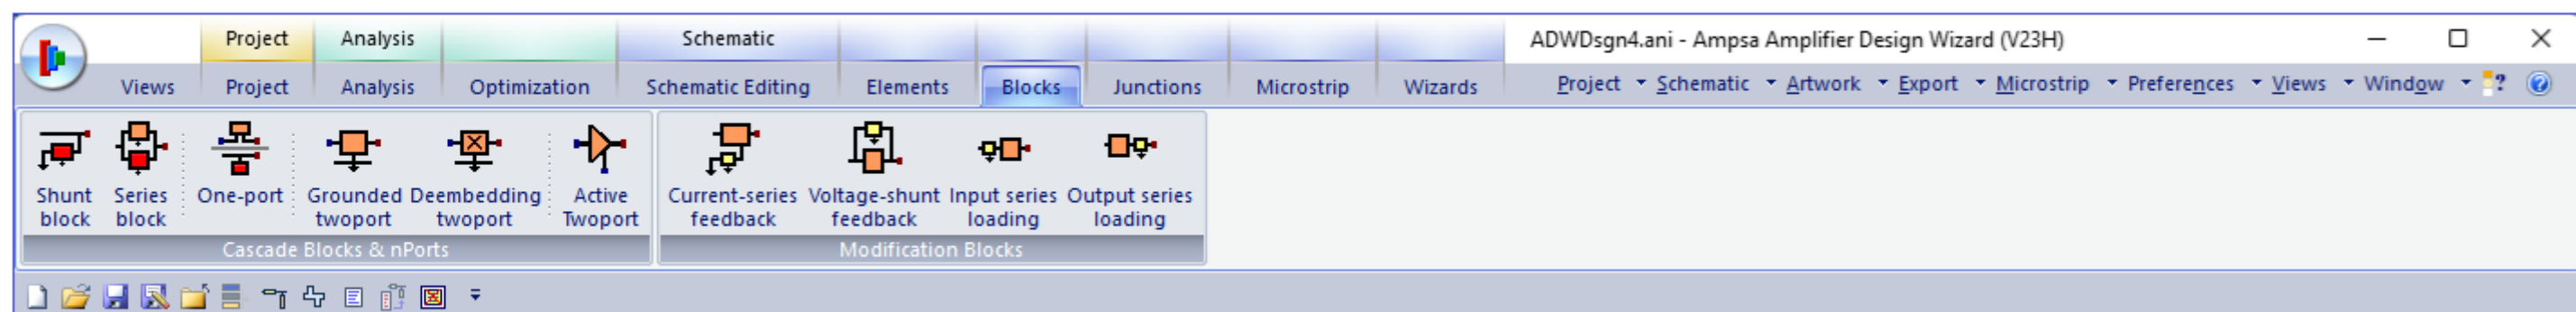 Project Analysis Schematic ADWDsgn4.ani - Ampsa Amplifier Design Wizard (V23H)
Views Project Analysis Optimization Schematic Editing Elements Blocks Junctions Microstrip Wizards Project Schematic Artwork Export Microstrip Preferences Views Window ?
Shunt Series One-port Grounded Deembedding Active Current-series Voltage-shunt Input series Output series
block block twoport twoport Twoport feedback feedback loading loading
Cascade Blocks & nPorts Modification Blocks